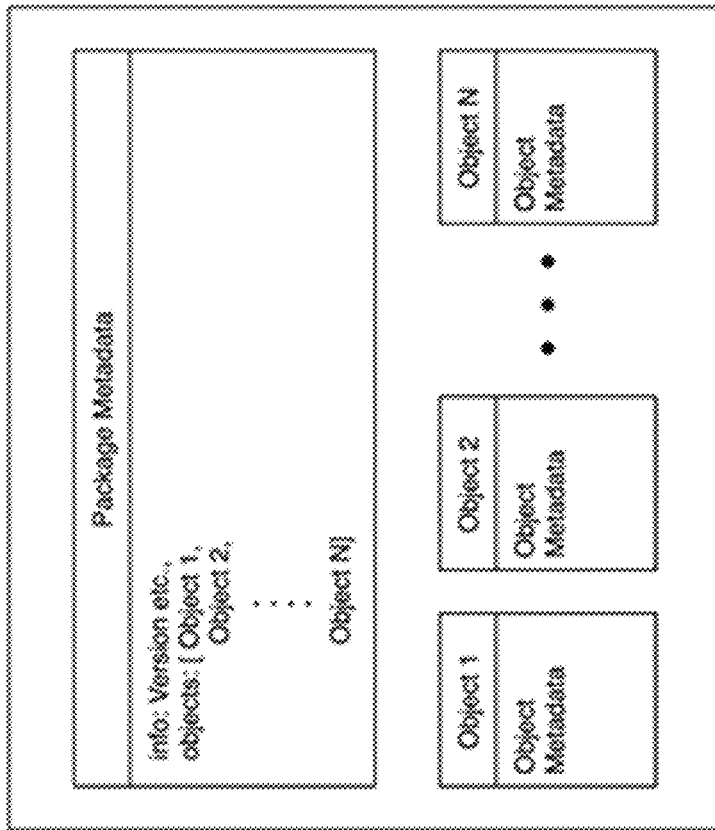 Package Metadata
info: Version etc.,
objects: [ Object 1,
Object 2,
. . . .
Object N]
Object 1
Object
Metadata
Object 2
Object
Metadata
• • •
Object N
Object
Metadata